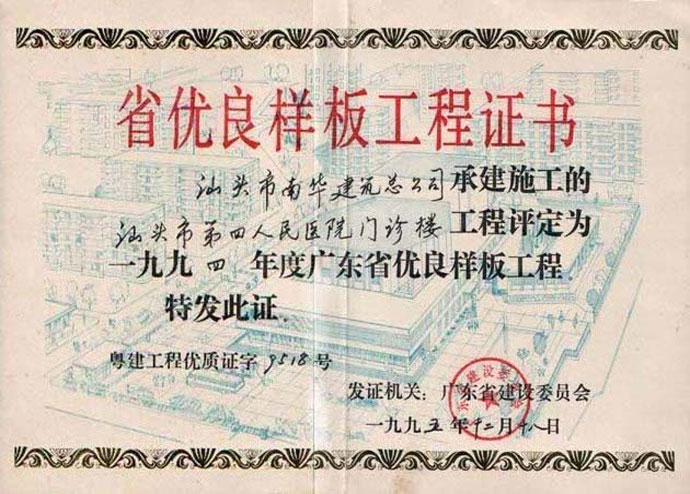 省优良样板工程证书
汕头市南华建筑总公司承建施工的
汕头市第四人民医院门诊楼工程评定为
一九九四年度广东省优良样板工程.
特发此证.
粤建工程优质证字9518号
发证机关：广东省建设委员会
一九九五年十二月十八日